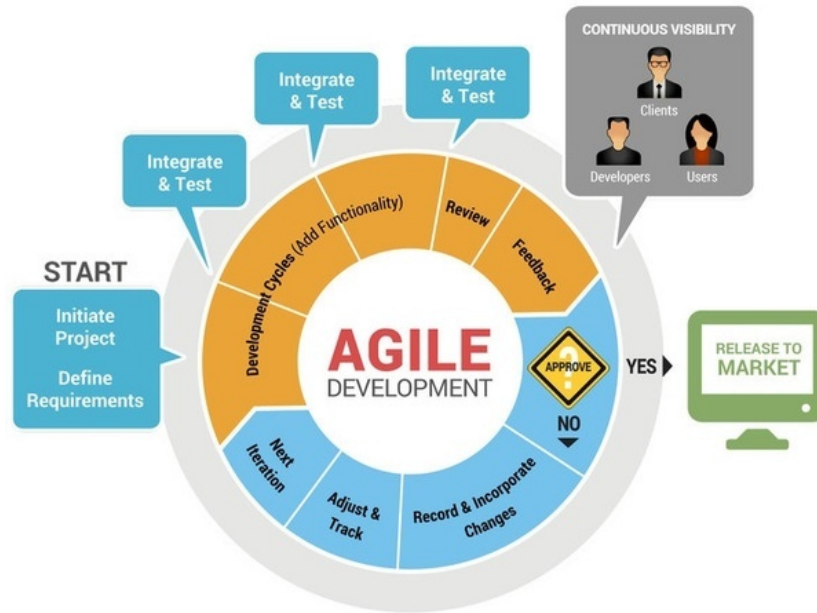 START
Initiate
Project
Define
Requirements
Integrate
& Test
Integrate
& Test
Integrate
& Test
CONTINUOUS VISIBILITY
Clients
Developers
Users
Development Cycles (Add Functionality)
Review
Feedback
?
APPROVE
YES
NO
RELEASE TO
MARKET
Record & Incorporate
Changes
Adjust &
Track
Next
Iteration
AGILE
DEVELOPMENT